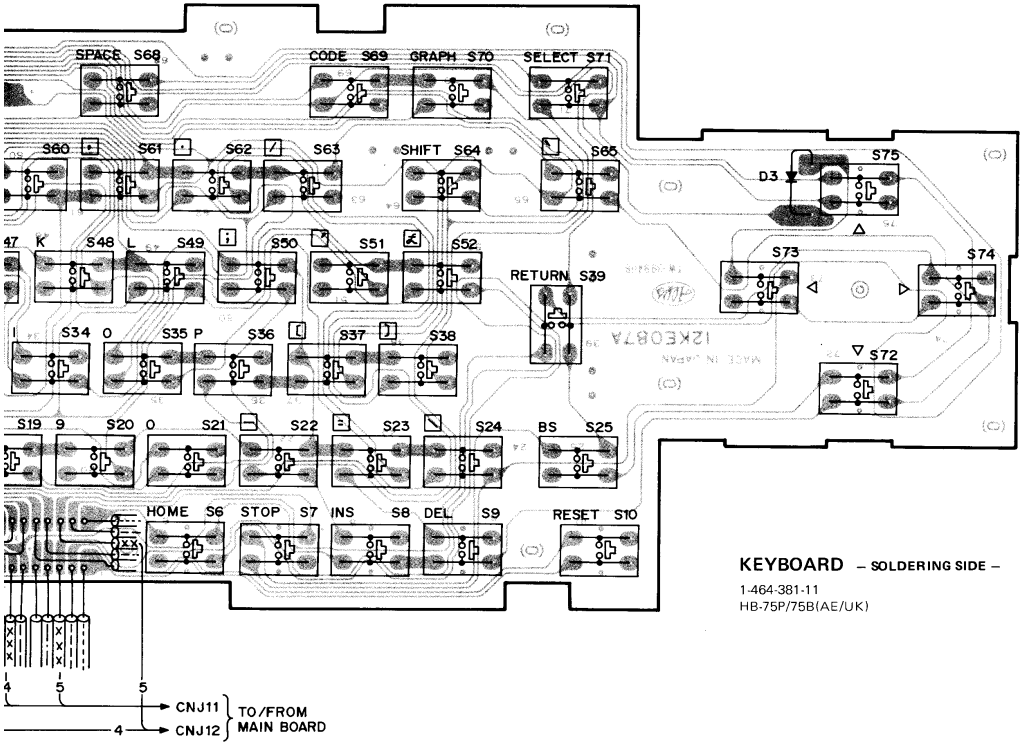 SPACE S68 CODE S69 GRAPH S70 SELECT S71
S60 S61 S62 / S63 SHIFT S64 S65 D3 S75
47 K S48 L S49 ; S50 S51 £ S52 S73 S74
RETURN S39
12KE087A
MADE IN JAPAN
I S34 O S35 P S36 [ S37 ] S38 S72
S19 9 S20 0 S21 — S22 = S23 \ S24 BS S25
HOME S6 STOP S7 INS S8 DEL S9 RESET S10
KEYBOARD – SOLDERING SIDE –
1-464-381-11
HB-75P/75B(AE/UK)
4 5 5
CNJ11
4 CNJ12
TO/FROM
MAIN BOARD